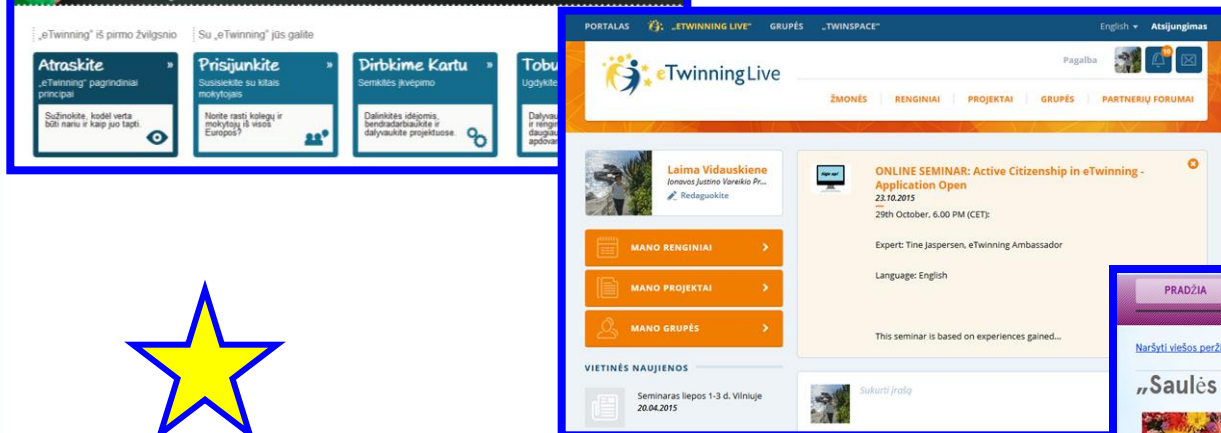 „eTwinning" iš pirmo žvilgsnio
Su „eTwinning" jūs galite
Atraskite »
„eTwinning" pagrindiniai
principai
Sužinokite, kodėl verta
būti nariu ir kaip juo tapti.
Prisijunkite »
Susisiekite su kitais
mokytojais
Norite rasti kolegų ir
mokytojų iš visos
Europos?
Dirbkime Kartu »
Semkitės įkvėpimo
Dalinkitės idėjomis,
bendradarbiaukite ir
dalyvaukite projektuose.
Ugdykite
PORTALAS „ETWINNING LIVE" GRUPĖS „TWINSPACE" English Atsijungimas
eTwinningLive
Pagalba
10
ŽMONĖS RENGINIAI PROJEKTAI GRUPĖS PARTNERIŲ FORUMAI
Laima Vidauskiene
Jonavos Justino Vareikio Pr...
Redaguokite
MANO RENGINIAI
MANO PROJEKTAI
MANO GRUPĖS
VIETINĖS NAUJIENOS
Seminaras liepos 1-3 d. Vilniuje
20.04.2015
ONLINE SEMINAR: Active Citizenship in eTwinning -
Application Open
23.10.2015
29th October, 6.00 PM (CET):
Expert: Tine Jaspersen, eTwinning Ambassador
Language: English
This seminar is based on experiences gained...
Sukurti įrašą
PRADŽIA
Naršyti viešos
„Saulės